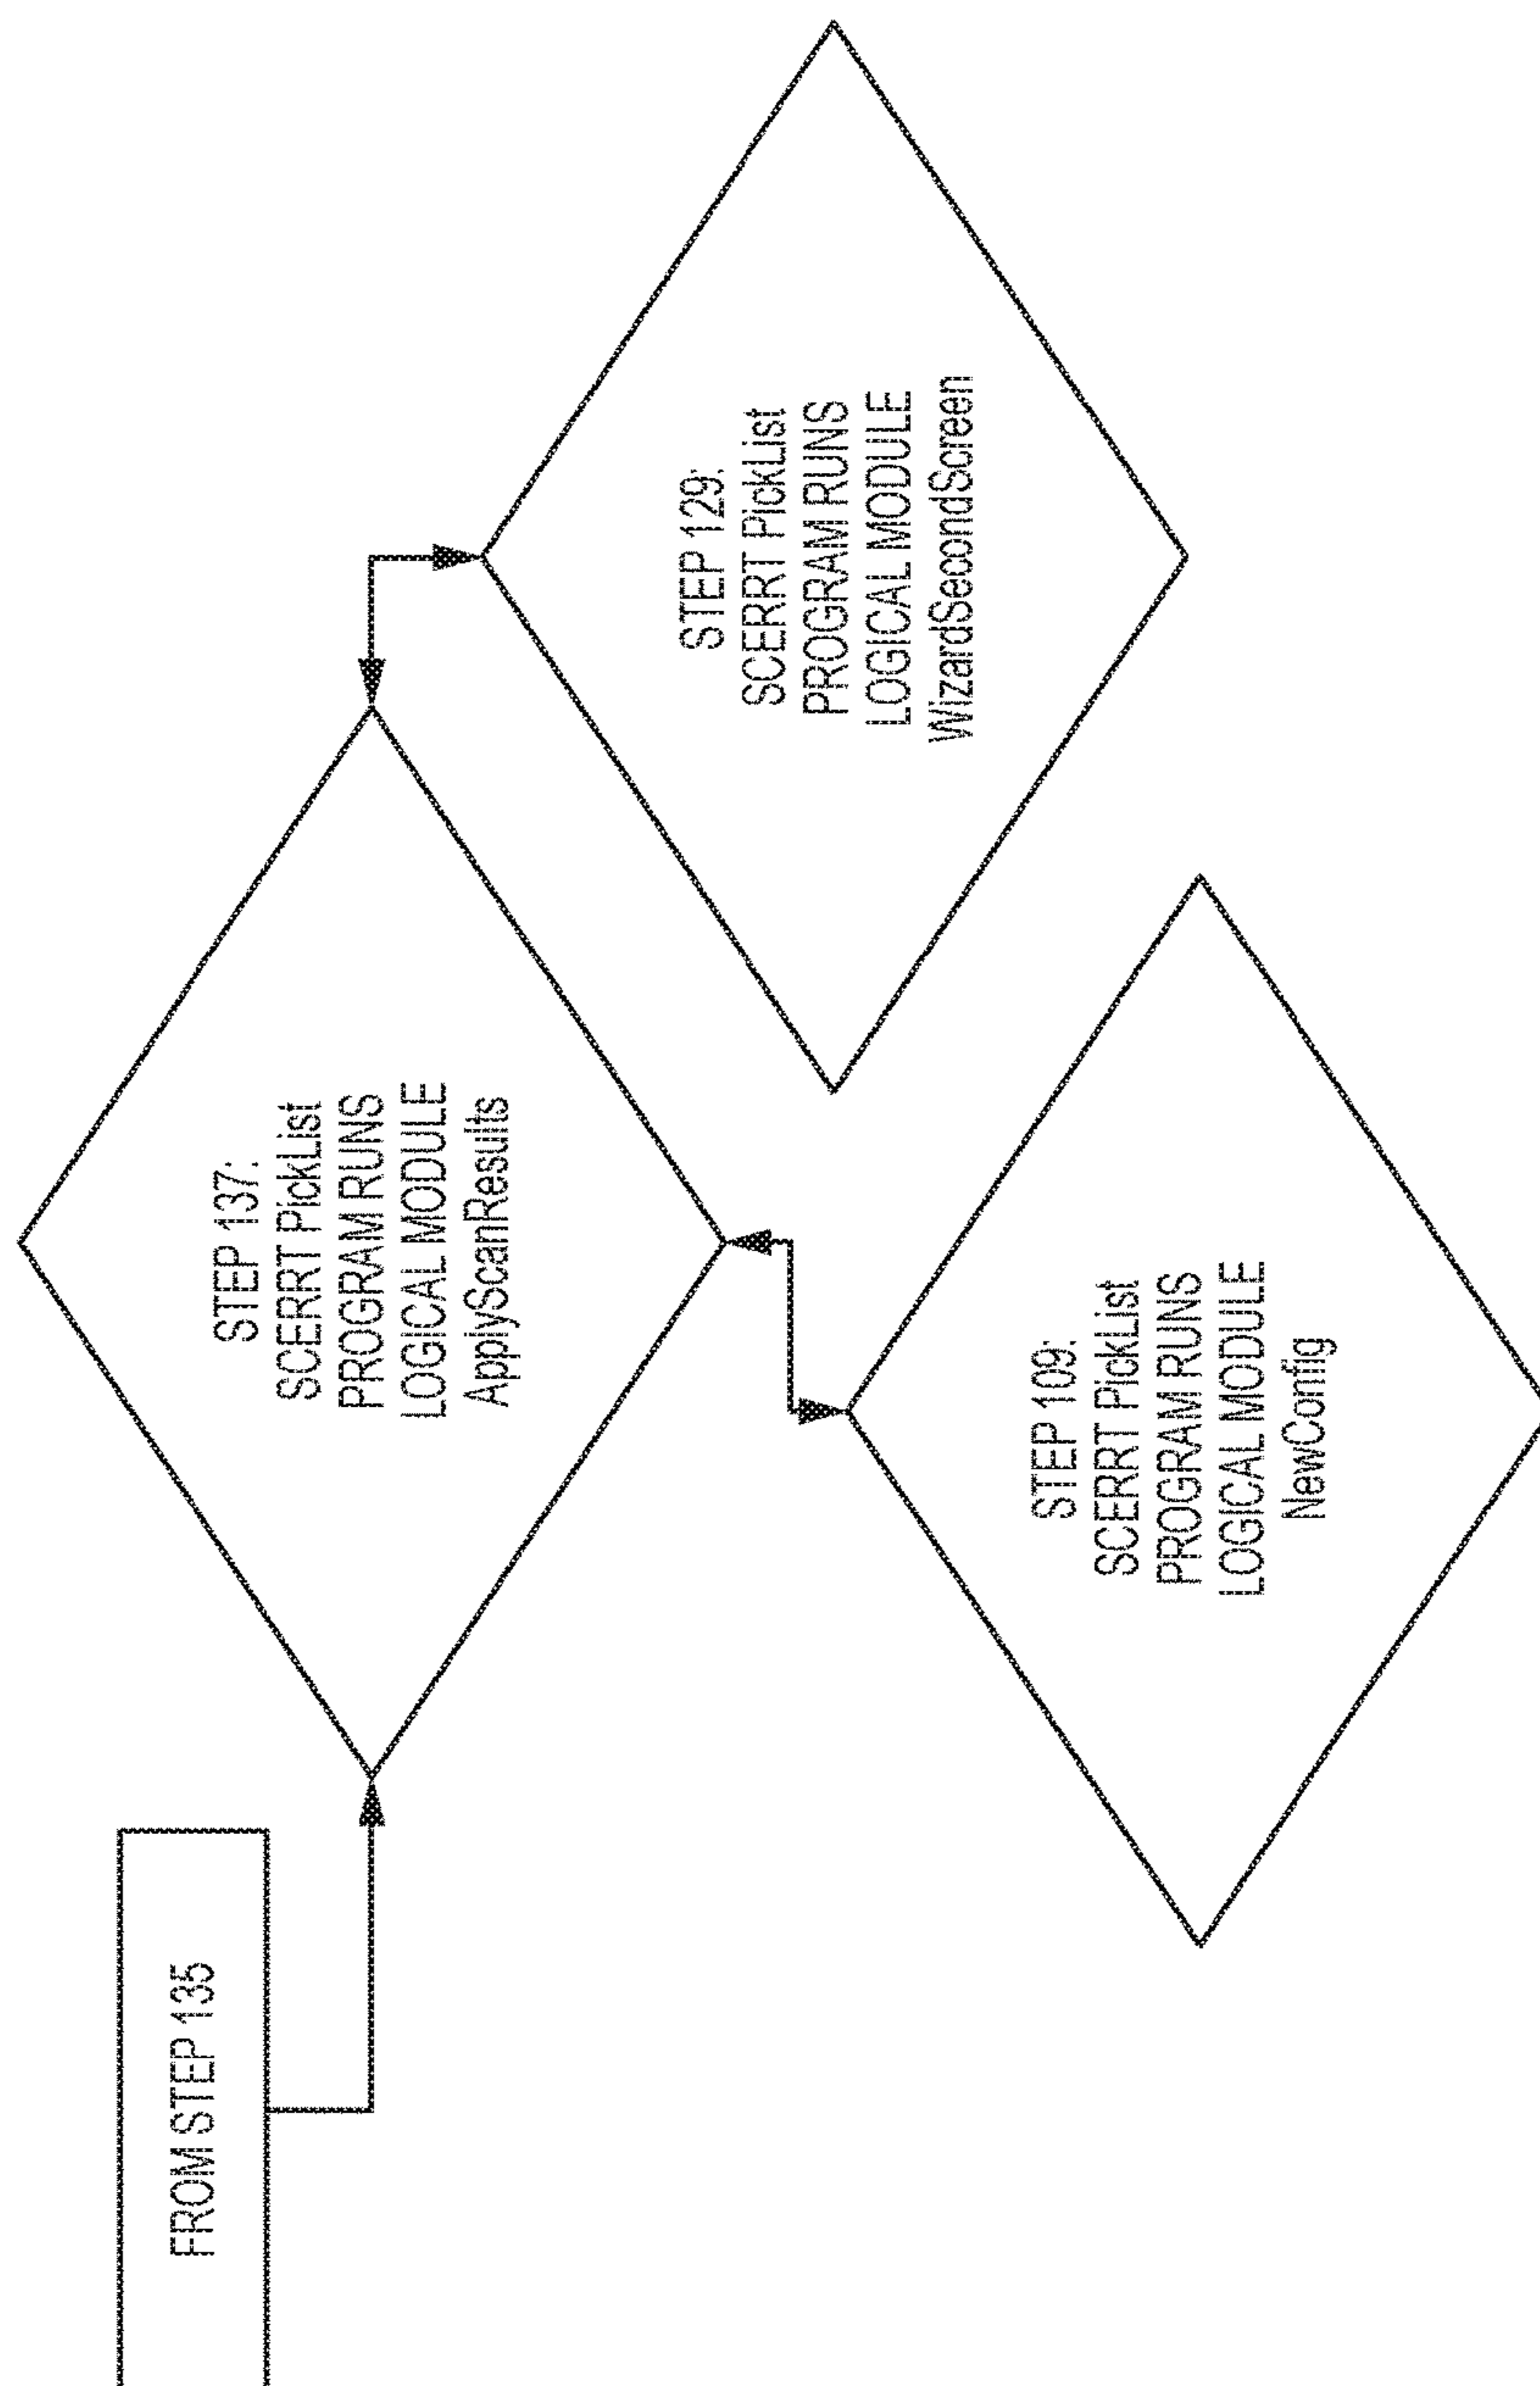 FROM STEP 135
STEP 137:
SCERRT PickList
PROGRAM RUNS
LOGICAL MODULE
ApplyScanResults
STEP 129:
SCERRT PickList
PROGRAM RUNS
LOGICAL MODULE
WizardSecondScreen
STEP 109:
SCERRT PickList
PROGRAM RUNS
LOGICAL MODULE
NewConfig